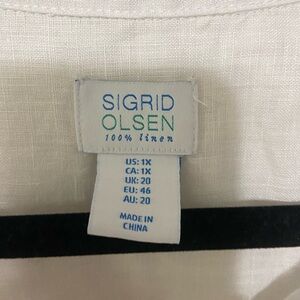 SIGRID
OLSEN
100% linen
US: 1X
CA: 1X
UK: 20
EU: 46
AU: 20
MADE IN
CHINA